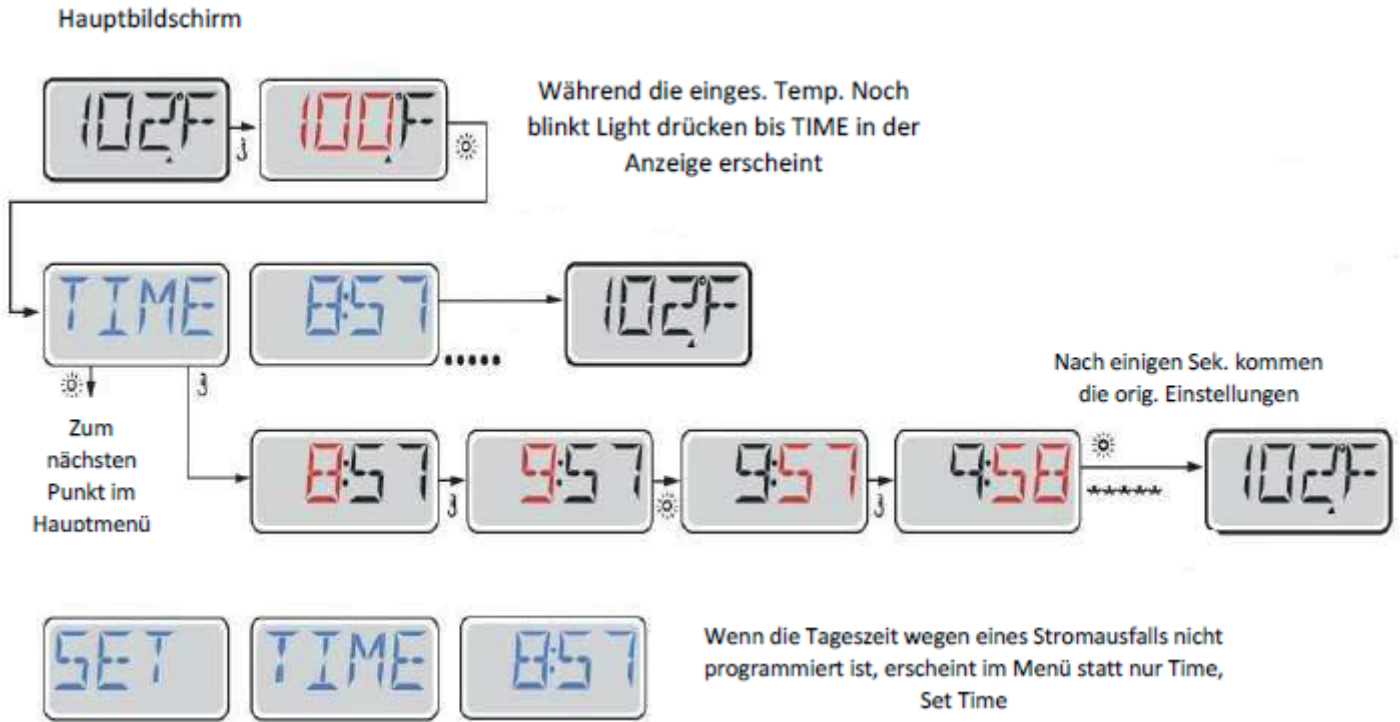 Hauptbildschirm
102°F
100°F
Während die einges. Temp. Noch
blinkt Light drücken bis TIME in der
Anzeige erscheint
TIME
8:57
102°F
Nach einigen Sek. kommen
die orig. Einstellungen
Zum
nächsten
Punkt im
Hauptmenü
8:57
9:57
9:57
9:58
102°F
SET
TIME
8:57
Wenn die Tageszeit wegen eines Stromausfalls nicht
programmiert ist, erscheint im Menü statt nur Time,
Set Time